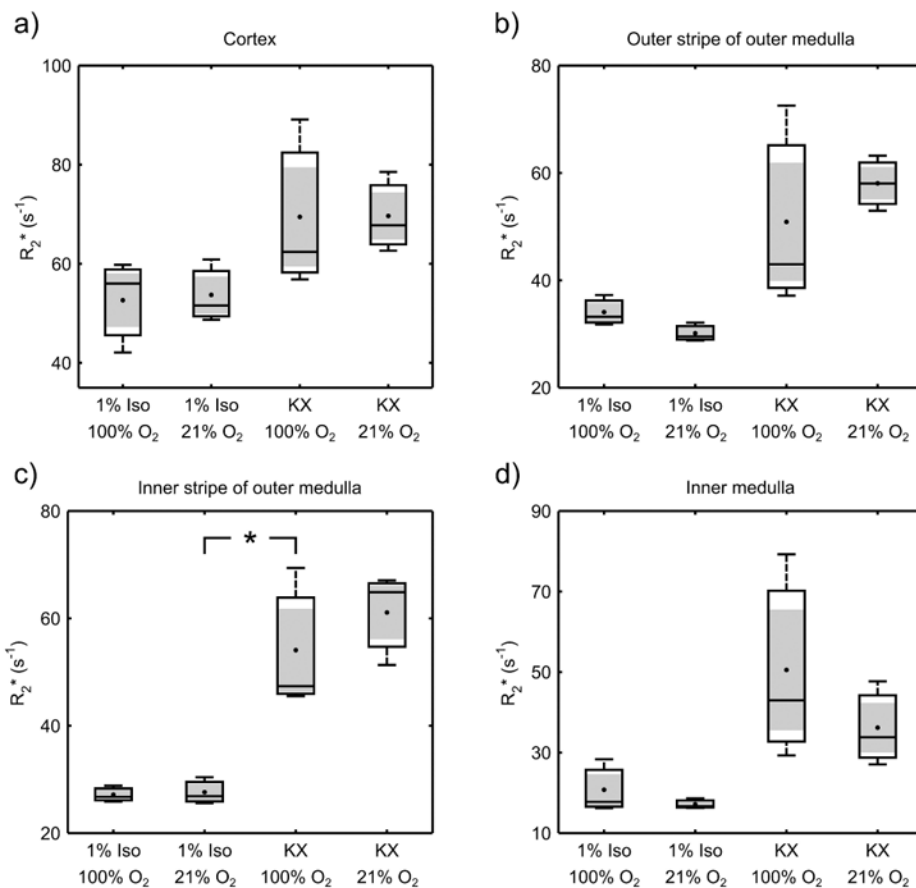 a)
Cortex
100
80
60
40
R2* (s-1)
1% Iso 1% Iso KX KX
100% O2 21% O2 100% O2 21% O2
b)
Outer stripe of outer medulla
80
60
40
20
R2* (s-1)
1% Iso 1% Iso KX KX
100% O2 21% O2 100% O2 21% O2
c)
Inner stripe of outer medulla
80
60
40
20
R2* (s-1)
*
1% Iso 1% Iso KX KX
100% O2 21% O2 100% O2 21% O2
d)
Inner medulla
90
70
50
30
10
R2* (s-1)
1% Iso 1% Iso KX KX
100% O2 21% O2 100% O2 21% O2